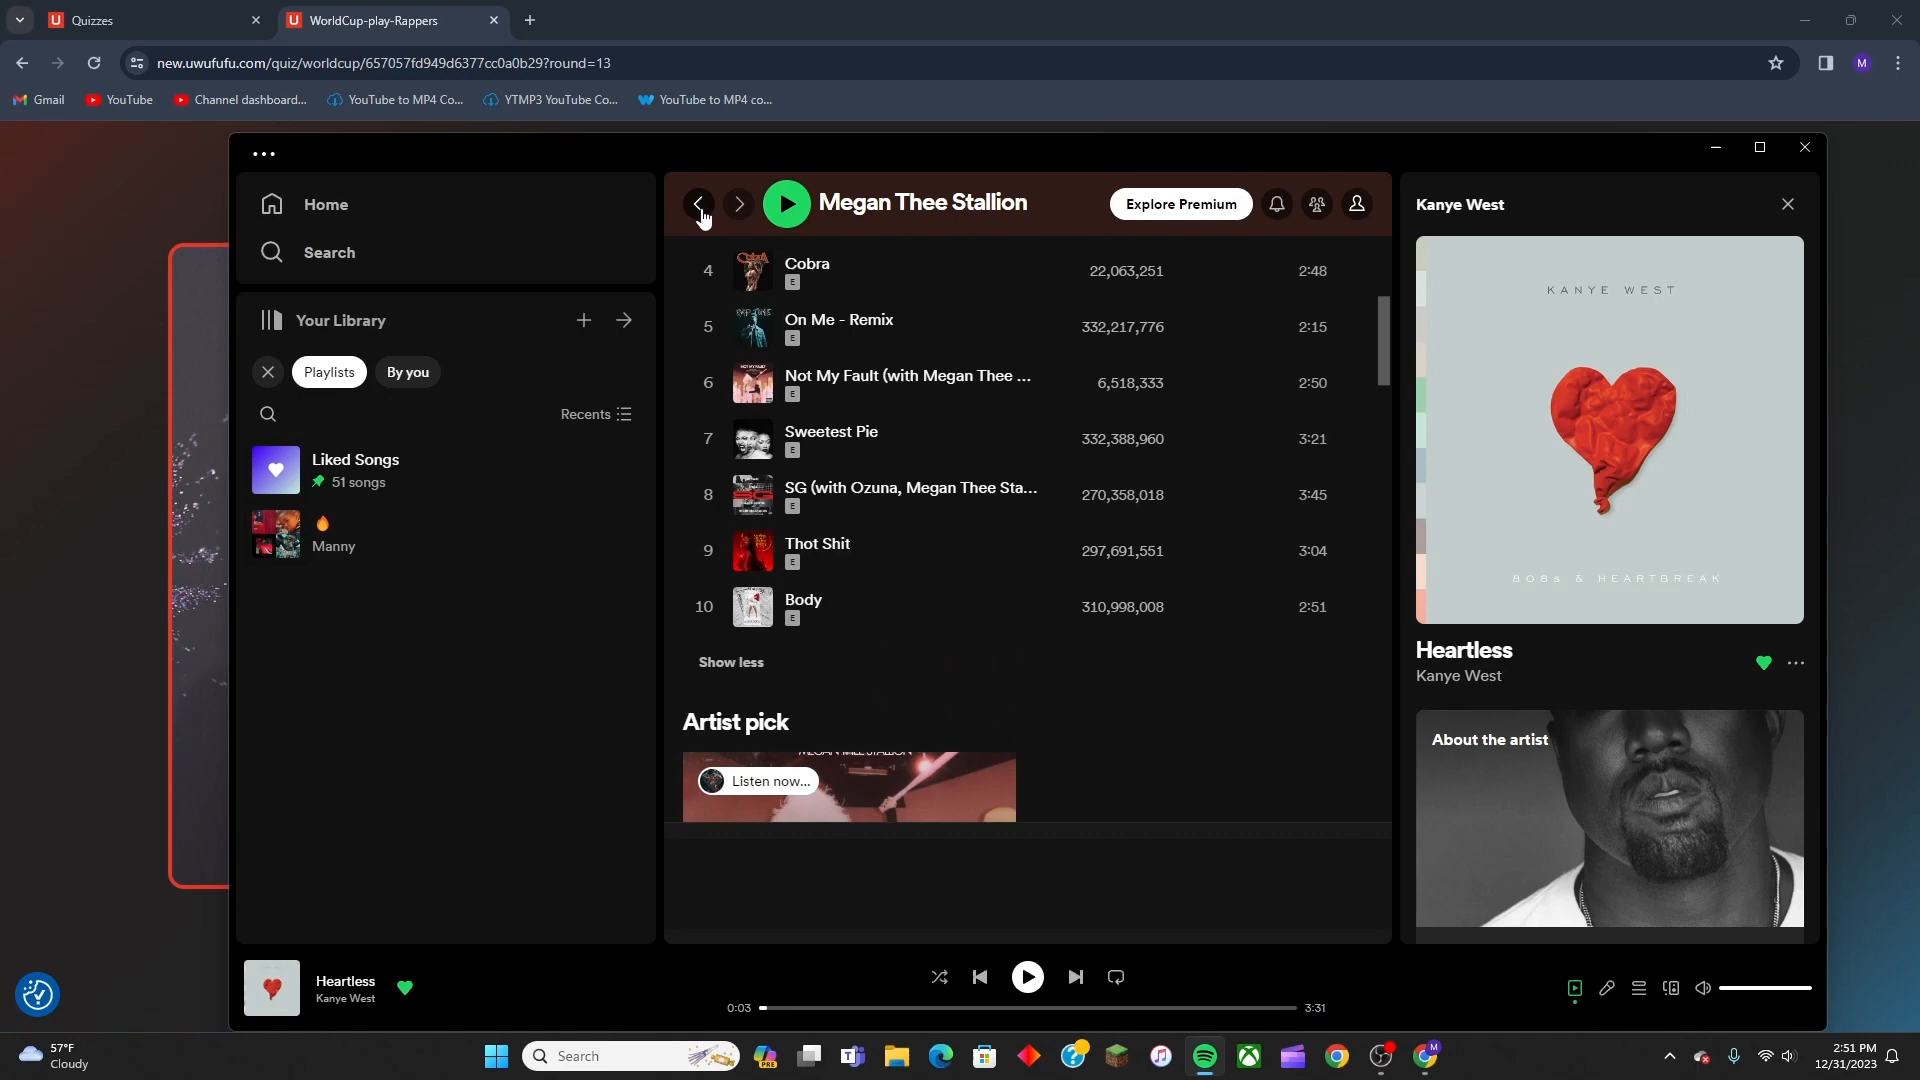 Quizzes
WorldCup-play-Rappers
new.uwufufu.com/quiz/worldcup/657057fd949d6377cc0a0b29?round=13
M
Gmail
YouTube
Channel dashboard...
YouTube to MP4 Co...
YTMP3 YouTube Co...
YouTube to MP4 co...
Home
Search
Your Library
Playlists
By you
Recents
Liked Songs
51 songs
Manny
Megan Thee Stallion
Explore Premium
4 Cobra 22,063,251 2:48
E
5 On Me - Remix 332,217,776 2:15
E
6 Not My Fault (with Megan Thee ... 6,518,333 2:50
E
7 Sweetest Pie 332,388,960 3:21
E
8 SG (with Ozuna, Megan Thee Sta... 270,358,018 3:45
E
9 Thot Shit 297,691,551 3:04
E
10 Body 310,998,008 2:51
E
Show less
Artist pick
Listen now...
Kanye West
KANYE WEST
808s & HEARTBREAK
Heartless
Kanye West
About the artist
Heartless
Kanye West
0:03
3:31
57°F
Cloudy
Search
PRE
M
2:51 PM
12/31/2023